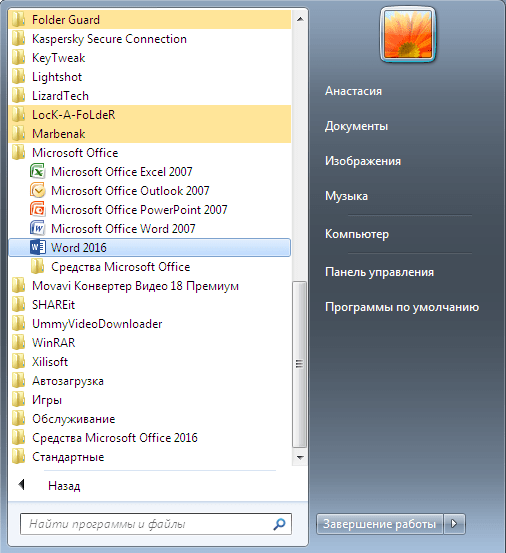 Folder Guard
Kaspersky Secure Connection
KeyTweak
Lightshot
LizardTech
LocK-A-FoLdeR
Marbenak
Microsoft Office
Microsoft Office Excel 2007
Microsoft Office Outlook 2007
Microsoft Office PowerPoint 2007
Microsoft Office Word 2007
Word 2016
Средства Microsoft Office
Movavi Конвертер Видео 18 Премиум
SHAREit
UmmyVideoDownloader
WinRAR
Xilisoft
Автозагрузка
Игры
Обслуживание
Средства Microsoft Office 2016
Стандартные
Назад
Найти программы и файлы
Анастасия
Документы
Изображения
Музыка
Компьютер
Панель управления
Программы по умолчанию
Завершение работы